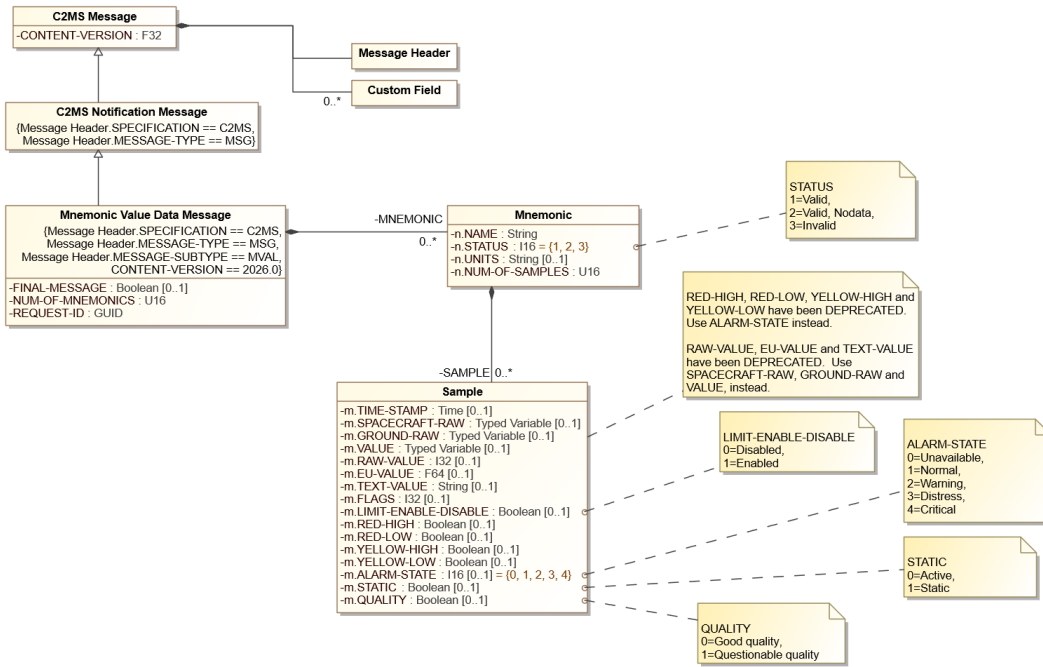 C2MS Message
-CONTENT-VERSION : F32
Message Header
Custom Field
0..*
C2MS Notification Message
{Message Header.SPECIFICATION == C2MS,
Message Header.MESSAGE-TYPE == MSG}
Mnemonic Value Data Message
{Message Header.SPECIFICATION == C2MS,
Message Header.MESSAGE-TYPE == MSG,
Message Header.MESSAGE-SUBTYPE == MVAL,
CONTENT-VERSION == 2026.0}
-FINAL-MESSAGE : Boolean [0..1]
-NUM-OF-MNEMONICS : U16
-REQUEST-ID : GUID
-MNEMONIC
0..*
Mnemonic
-n.NAME : String
-n.STATUS : I16 = {1, 2, 3}
-n.UNITS : String [0..1]
-n.NUM-OF-SAMPLES : U16
STATUS
1=Valid,
2=Valid, Nodata,
3=Invalid
RED-HIGH, RED-LOW, YELLOW-HIGH and
YELLOW-LOW have been DEPRECATED.
Use ALARM-STATE instead.
RAW-VALUE, EU-VALUE and TEXT-VALUE
have been DEPRECATED. Use
SPACECRAFT-RAW, GROUND-RAW and
VALUE, instead.
-SAMPLE 0..*
Sample
-m.TIME-STAMP : Time [0..1]
-m.SPACECRAFT-RAW : Typed Variable [0..1]
-m.GROUND-RAW : Typed Variable [0..1]
-m.VALUE : Typed Variable [0..1]
-m.RAW-VALUE : I32 [0..1]
-m.EU-VALUE : F64 [0..1]
-m.TEXT-VALUE : String [0..1]
-m.FLAGS : I32 [0..1]
-m.LIMIT-ENABLE-DISABLE : Boolean [0..1]
-m.RED-HIGH : Boolean [0..1]
-m.RED-LOW : Boolean [0..1]
-m.YELLOW-HIGH : Boolean [0..1]
-m.YELLOW-LOW : Boolean [0..1]
-m.ALARM-STATE : I16 [0..1] = {0, 1, 2, 3, 4}
-m.STATIC : Boolean [0..1]
-m.QUALITY : Boolean [0..1]
LIMIT-ENABLE-DISABLE
0=Disabled,
1=Enabled
ALARM-STATE
0=Unavailable,
1=Normal,
2=Warning,
3=Distress,
4=Critical
STATIC
0=Active,
1=Static
QUALITY
0=Good quality,
1=Questionable quality